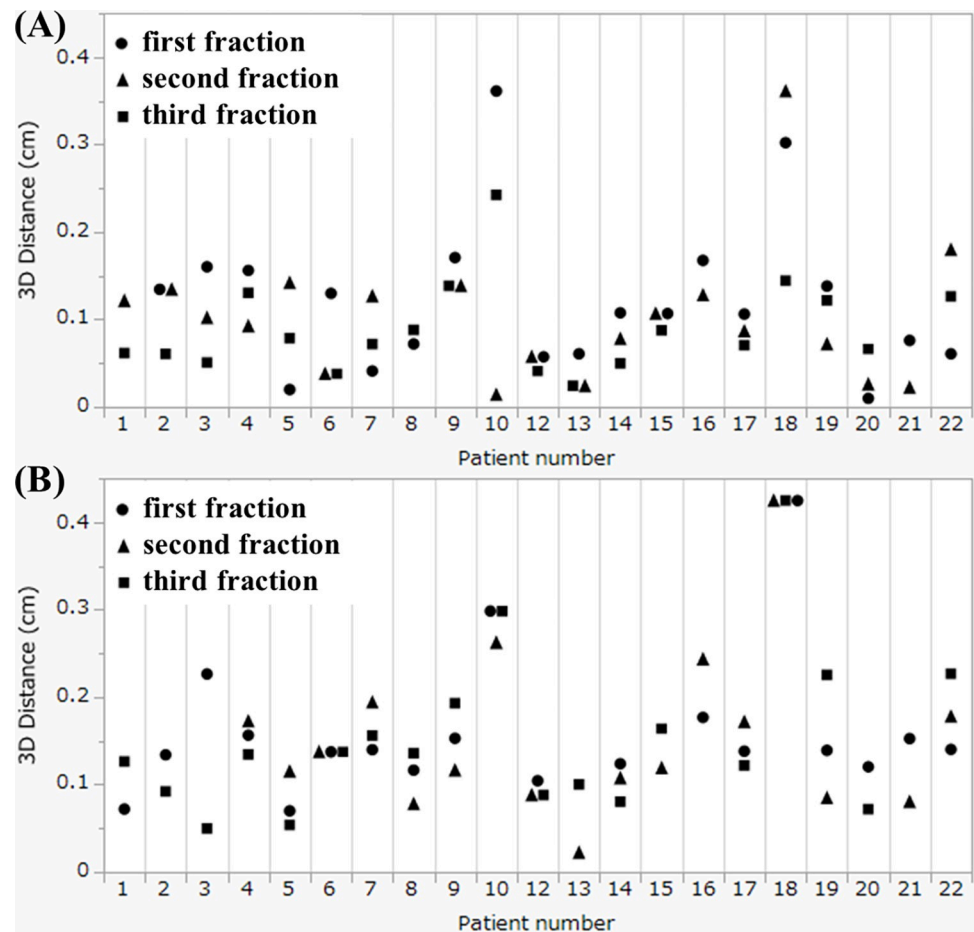 (A)
first fraction
second fraction
third fraction
3D Distance (cm)
0.4
0.3
0.2
0.1
0
1 2 3 4 5 6 7 8 9 10 12 13 14 15 16 17 18 19 20 21 22
Patient number
(B)
first fraction
second fraction
third fraction
3D Distance (cm)
0.4
0.3
0.2
0.1
0
1 2 3 4 5 6 7 8 9 10 12 13 14 15 16 17 18 19 20 21 22
Patient number